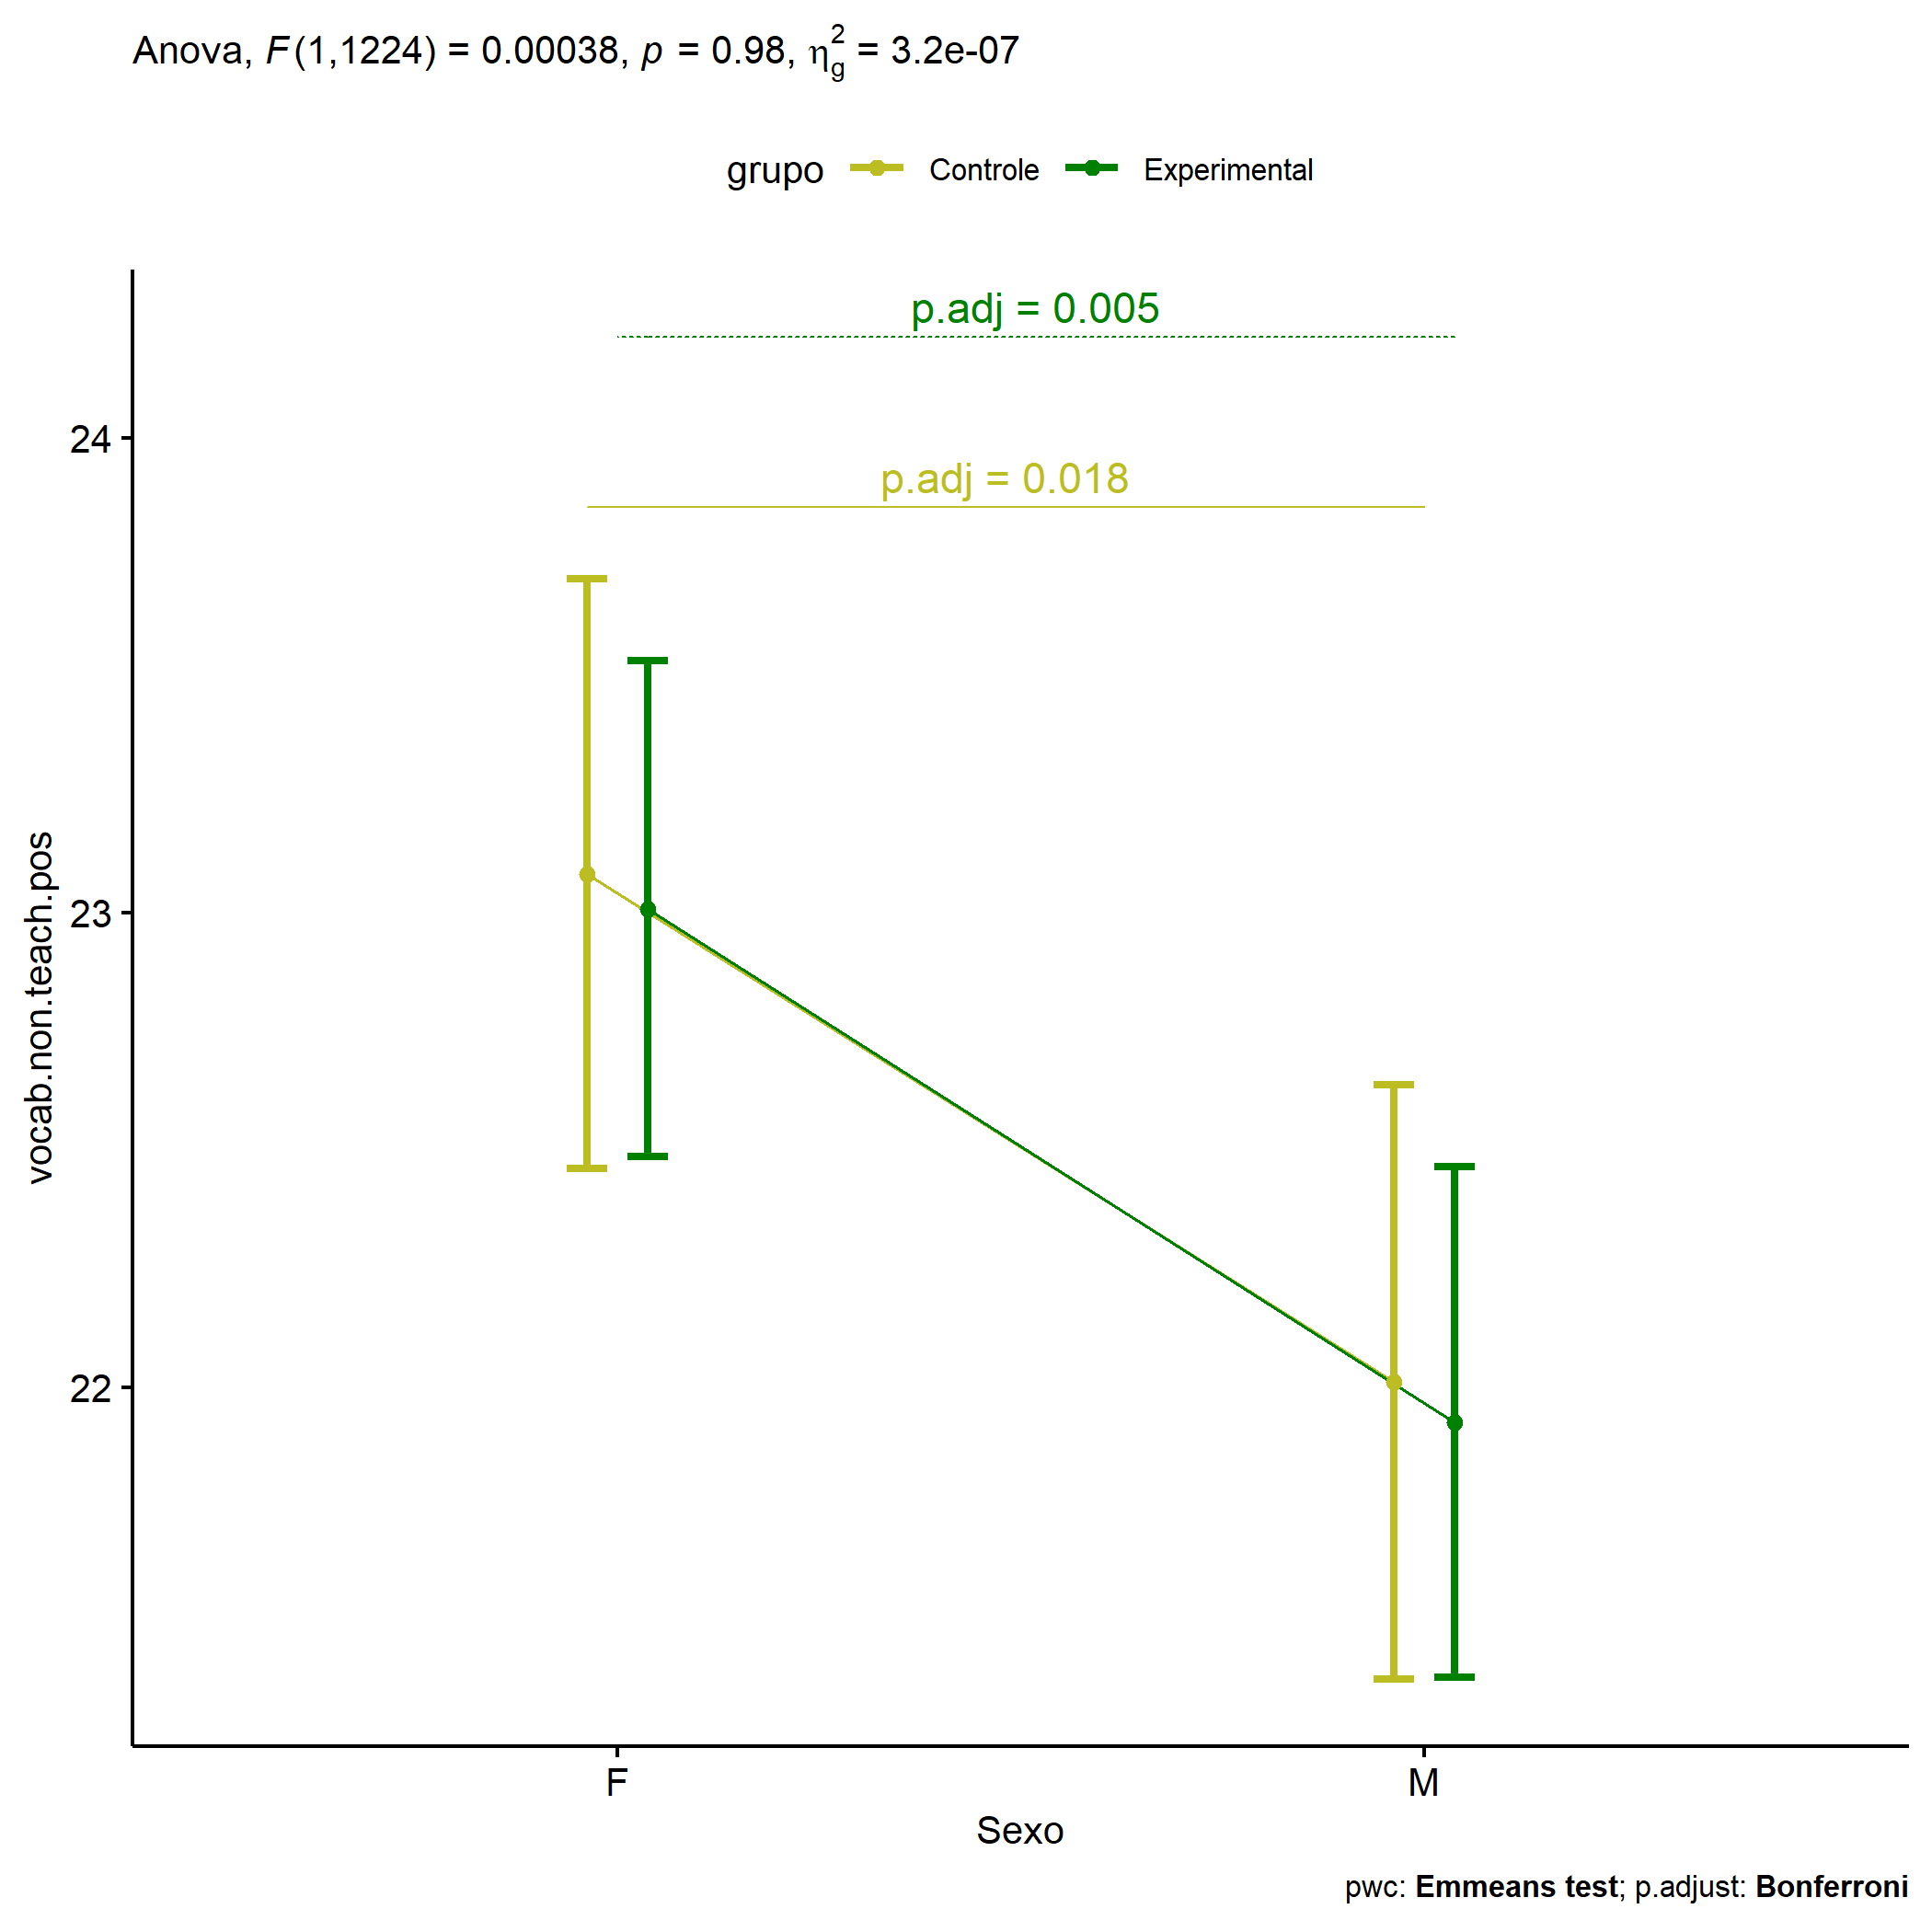 Anova, F(1,1224) = 0.00038, p = 0.98, η²g = 3.2e-07
grupo Controle Experimental
p.adj = 0.005
24
p.adj = 0.018
vocab.non.teach.pos
23
22
F M
Sexo
pwc: Emmeans test; p.adjust: Bonferroni